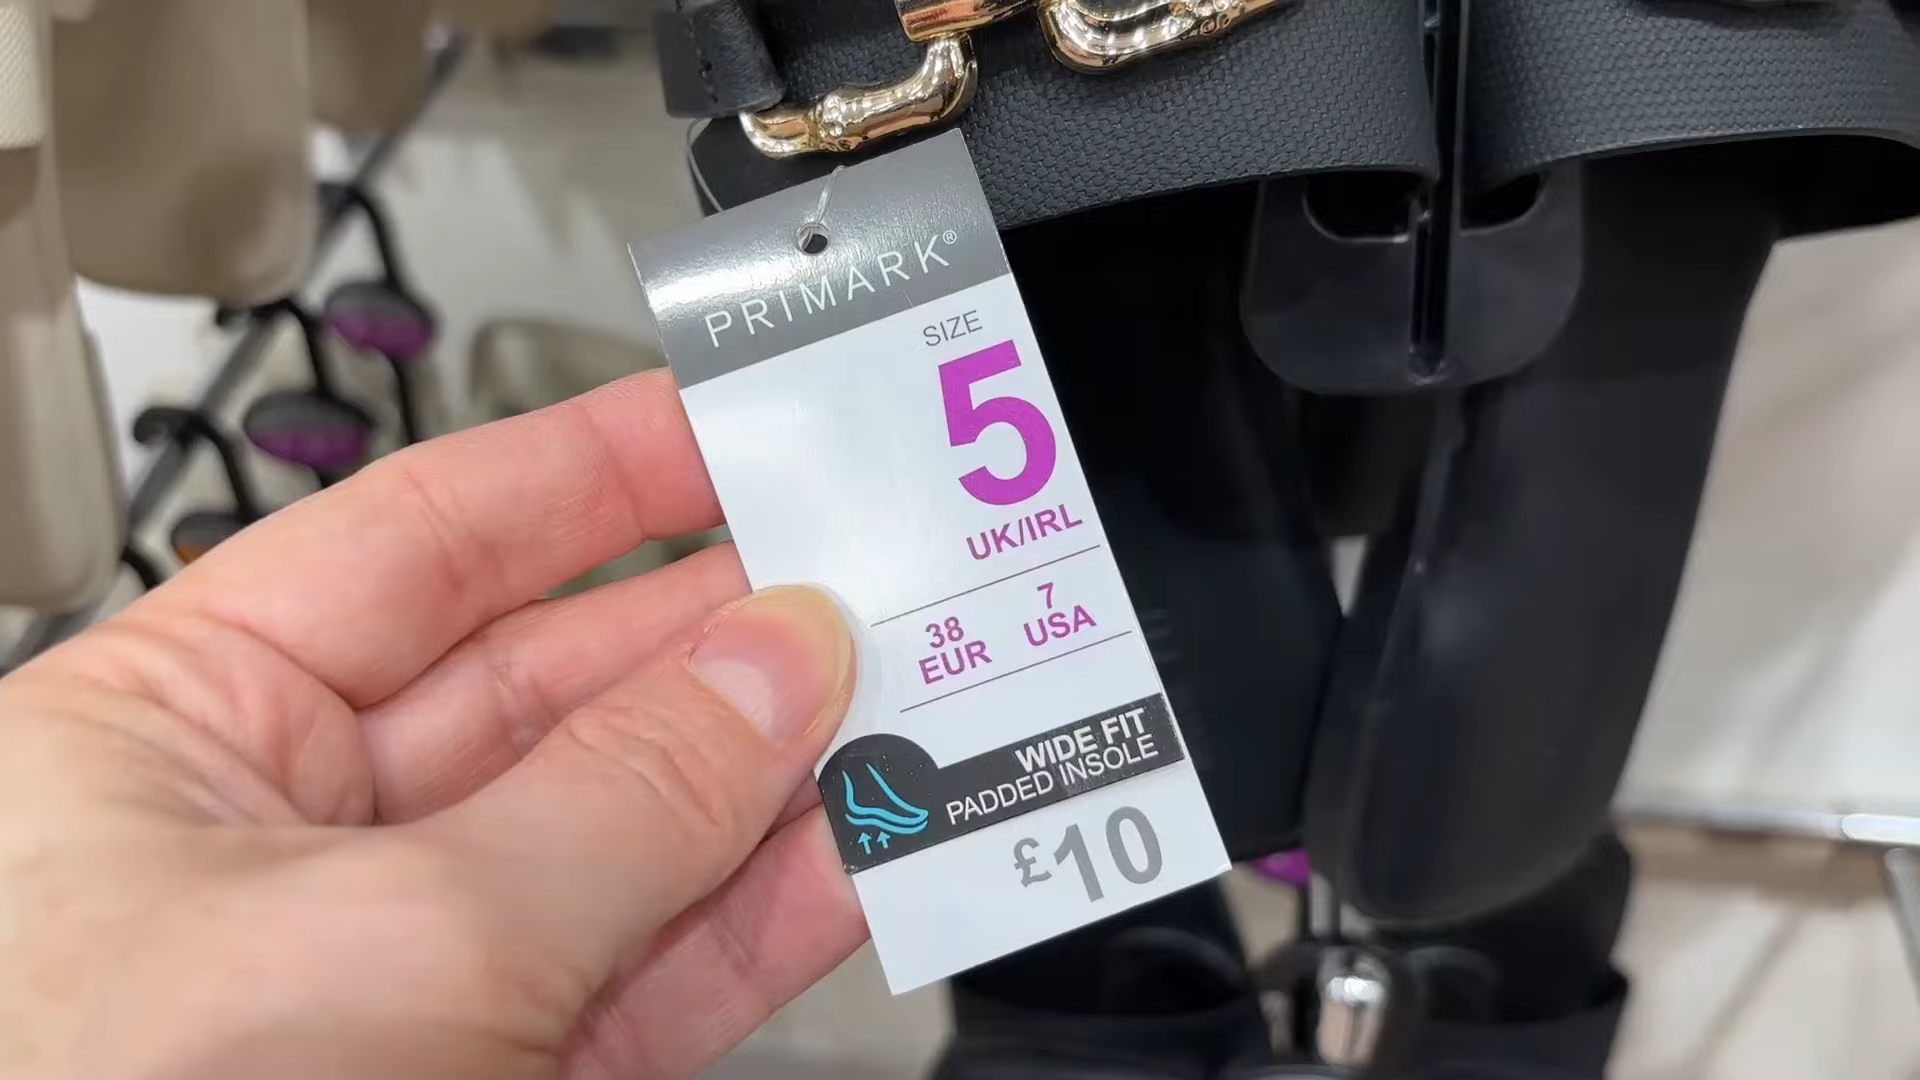 PRIMARK®
SIZE
5
UK/IRL
38 7
EUR USA
WIDE FIT
PADDED INSOLE
£10